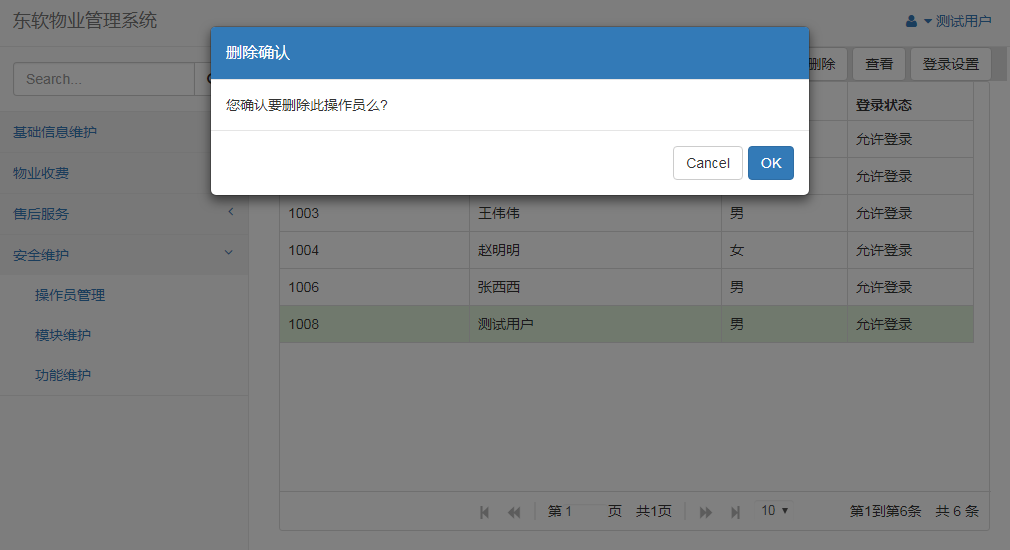 东软物业管理系统
测试用户
删除确认
Search...
删除
查看
登录设置
您确认要删除此操作员么?
登录状态
基础信息维护
允许登录
Cancel
OK
物业收费
允许登录
售后服务
1003 王伟伟 男 允许登录
安全维护
1004 赵明明 女 允许登录
操作员管理
1006 张西西 男 允许登录
模块维护
1008 测试用户 男 允许登录
功能维护
第 1 页 共1页 10 第1到第6条 共 6 条